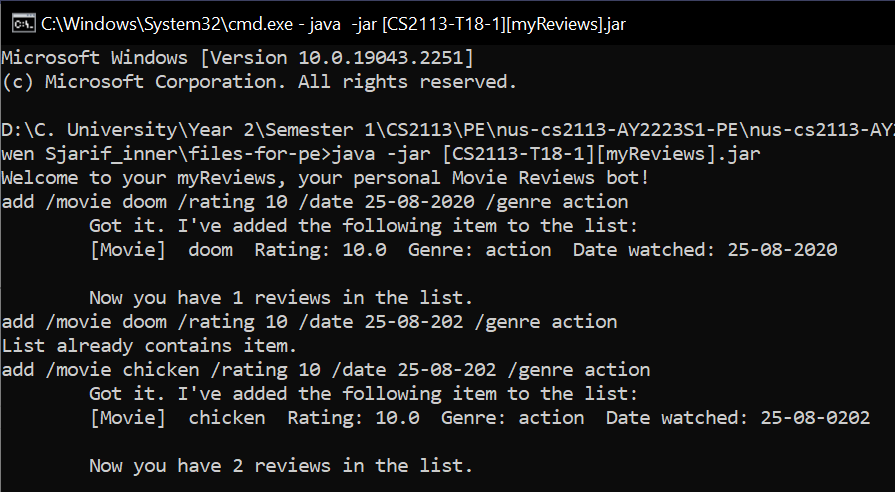 C:\Windows\System32\cmd.exe - java  -jar [CS2113-T18-1][myReviews].jar
Microsoft Windows [Version 10.0.19043.2251]
(c) Microsoft Corporation. All rights reserved.
D:\C. University\Year 2\Semester 1\CS2113\PE\nus-cs2113-AY2223S1-PE\nus-cs2113-AY2
wen Sjarif_inner\files-for-pe>java -jar [CS2113-T18-1][myReviews].jar
Welcome to your myReviews, your personal Movie Reviews bot!
add /movie doom /rating 10 /date 25-08-2020 /genre action
        Got it. I've added the following item to the list:
        [Movie]  doom  Rating: 10.0  Genre: action  Date watched: 25-08-2020
        Now you have 1 reviews in the list.
add /movie doom /rating 10 /date 25-08-202 /genre action
List already contains item.
add /movie chicken /rating 10 /date 25-08-202 /genre action
        Got it. I've added the following item to the list:
        [Movie]  chicken  Rating: 10.0  Genre: action  Date watched: 25-08-0202
        Now you have 2 reviews in the list.